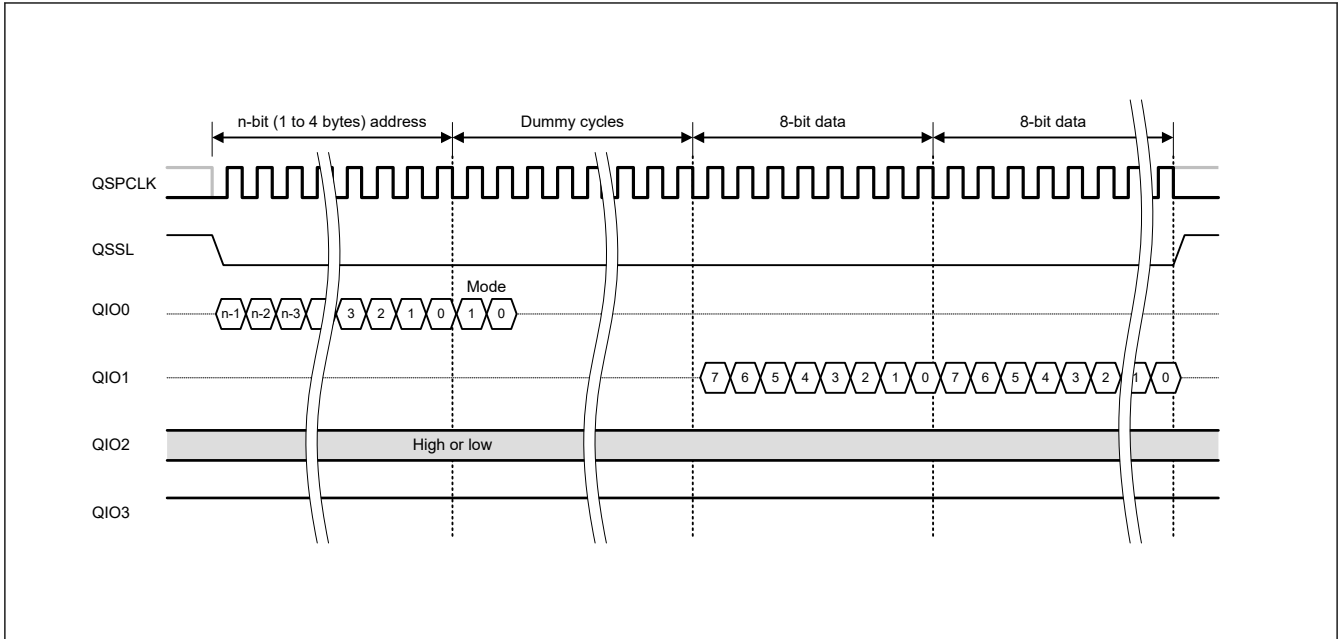 n-bit (1 to 4 bytes) address Dummy cycles 8-bit data 8-bit data
QSPCLK
QSSL
Mode
QIO0 n-1 n-2 n-3 3 2 1 0 1 0
QIO1 7 6 5 4 3 2 1 0 7 6 5 4 3 2 1 0
QIO2 High or low
QIO3